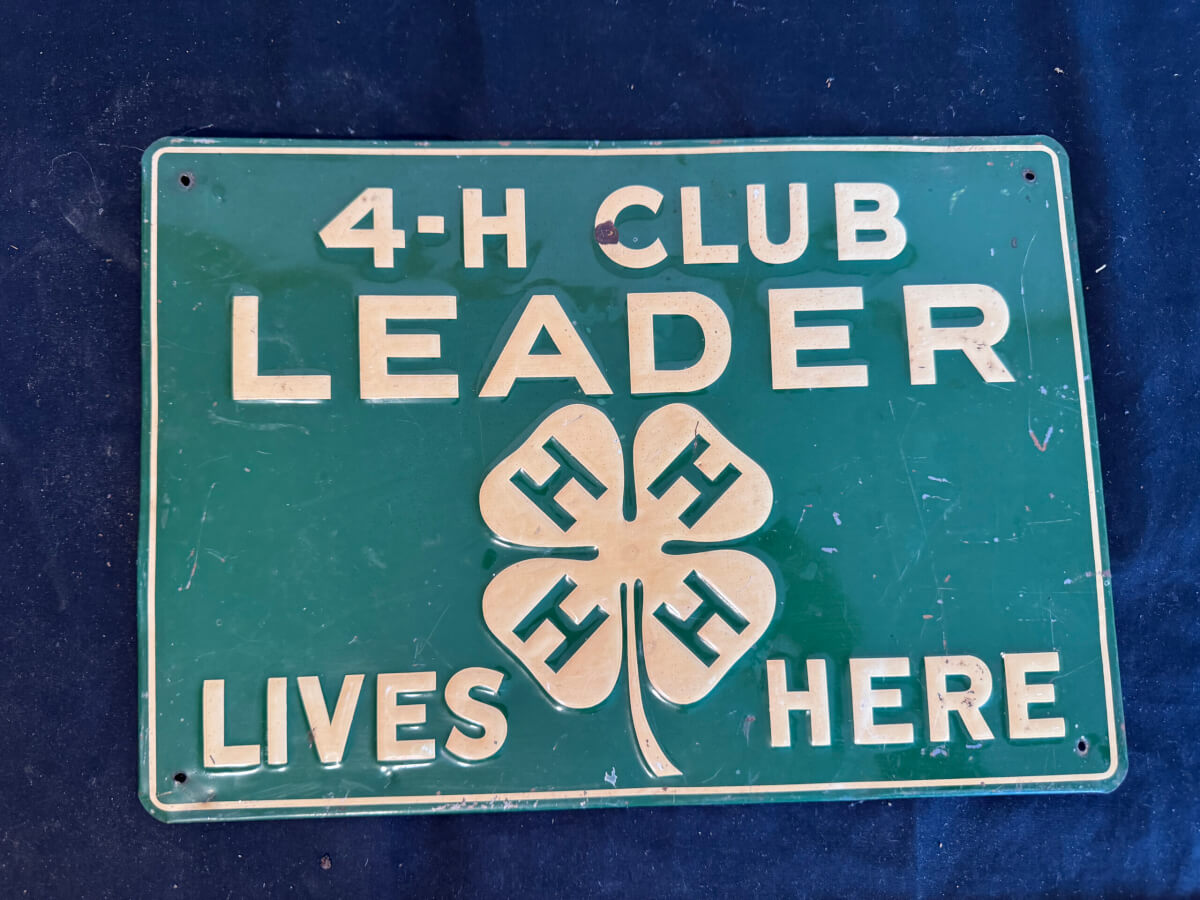 4-H CLUB
LEADER
H H
H H
LIVES HERE